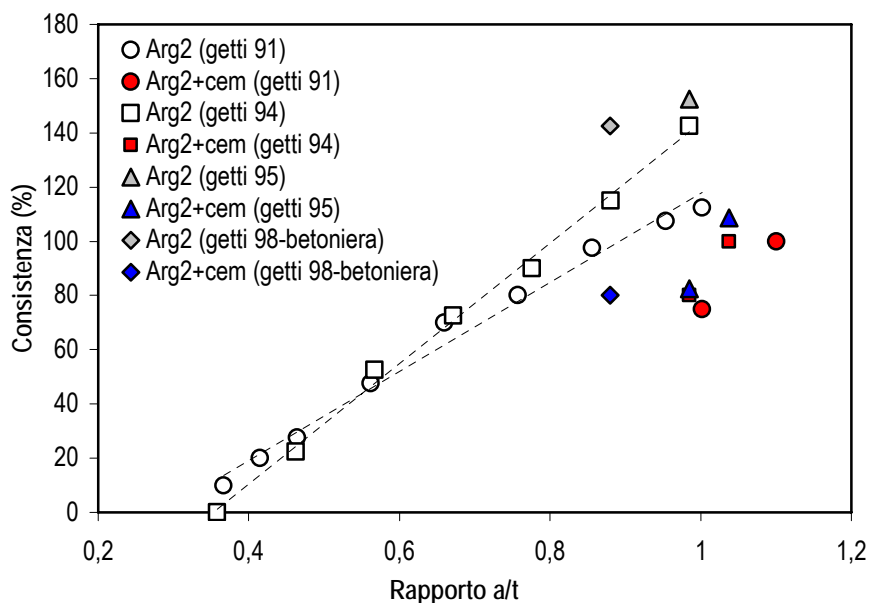 180
160
140
120
100
80
60
40
20
0
Consistenza (%)
Arg2 (getti 91)
Arg2+cem (getti 91)
Arg2 (getti 94)
Arg2+cem (getti 94)
Arg2 (getti 95)
Arg2+cem (getti 95)
Arg2 (getti 98-betoniera)
Arg2+cem (getti 98-betoniera)
0,2 0,4 0,6 0,8 1 1,2
Rapporto a/t